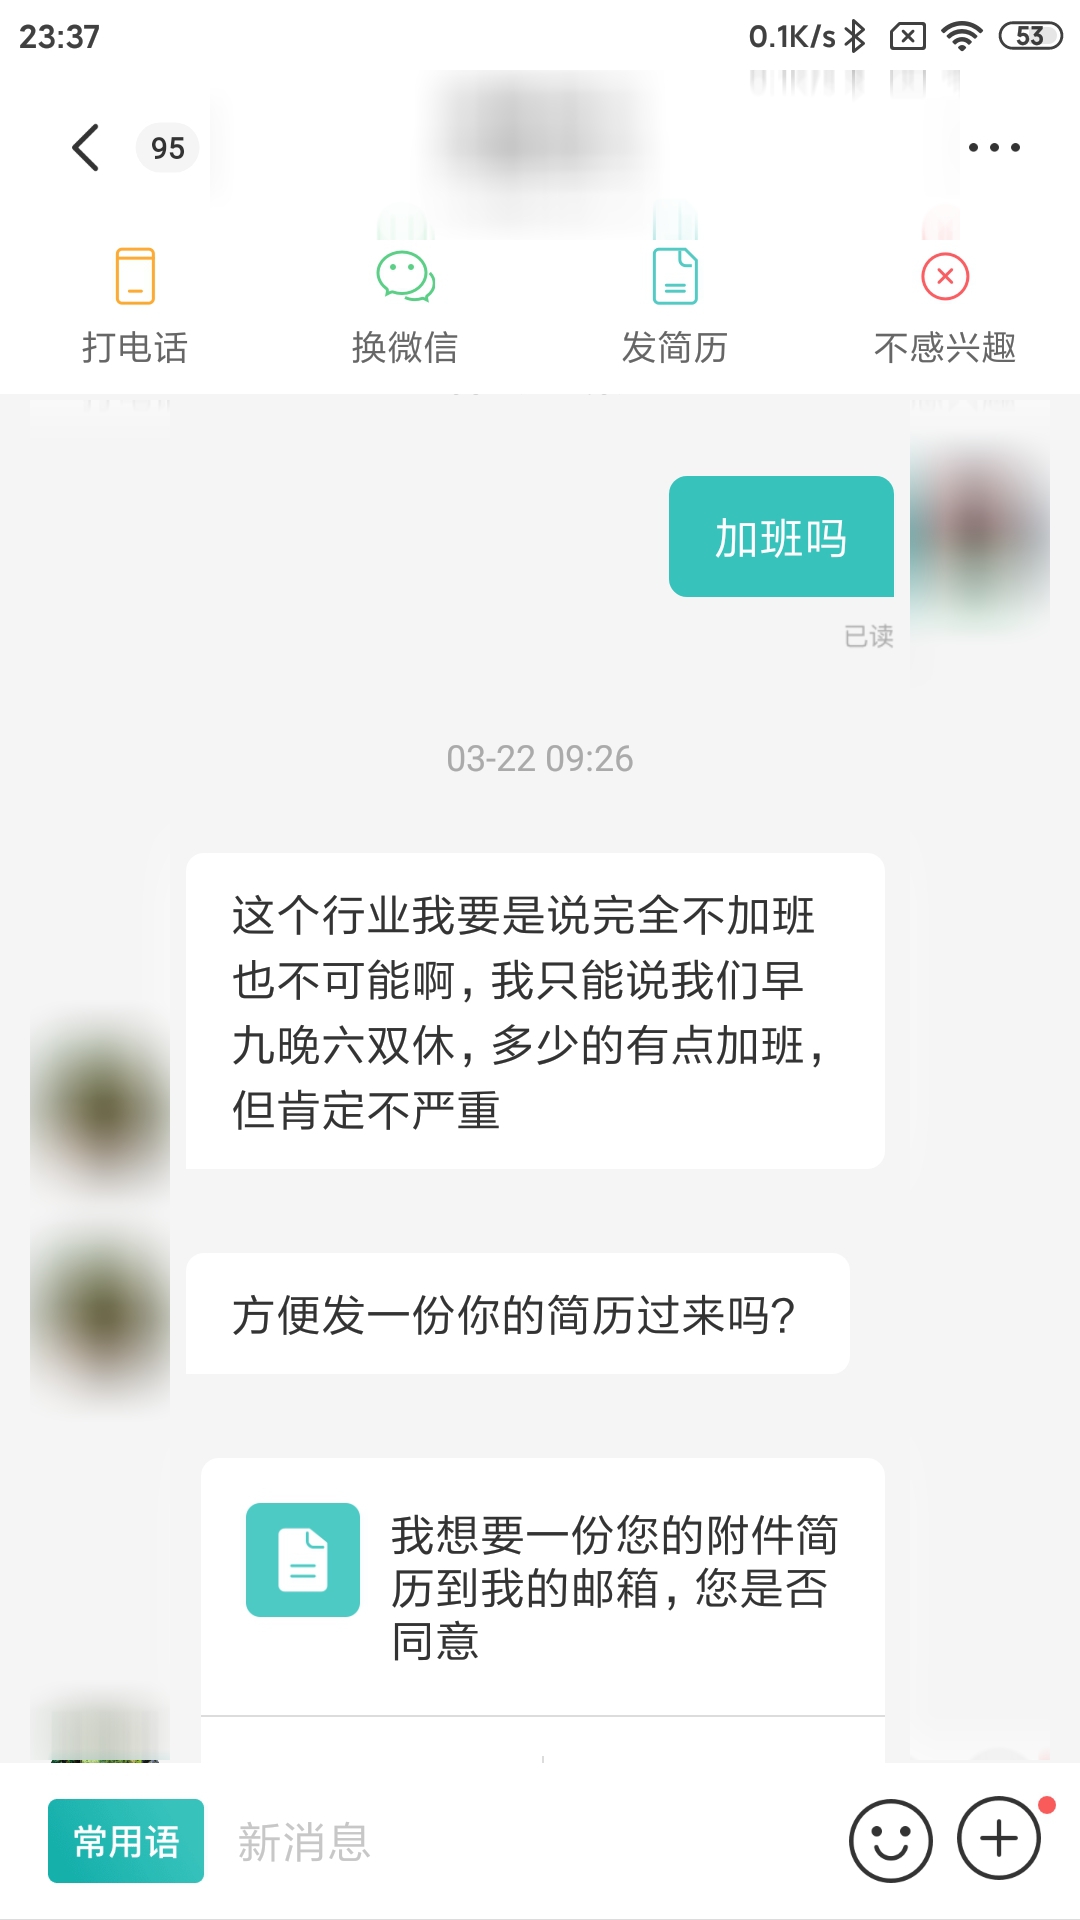 23:37
0.1K/s
53
95
打电话
换微信
发简历
不感兴趣
加班吗
已读
03-22 09:26
这个行业我要是说完全不加班
也不可能啊，我只能说我们早
九晚六双休，多少的有点加班，
但肯定不严重
方便发一份你的简历过来吗?
我想要一份您的附件简
历到我的邮箱，您是否
同意
常用语
新消息